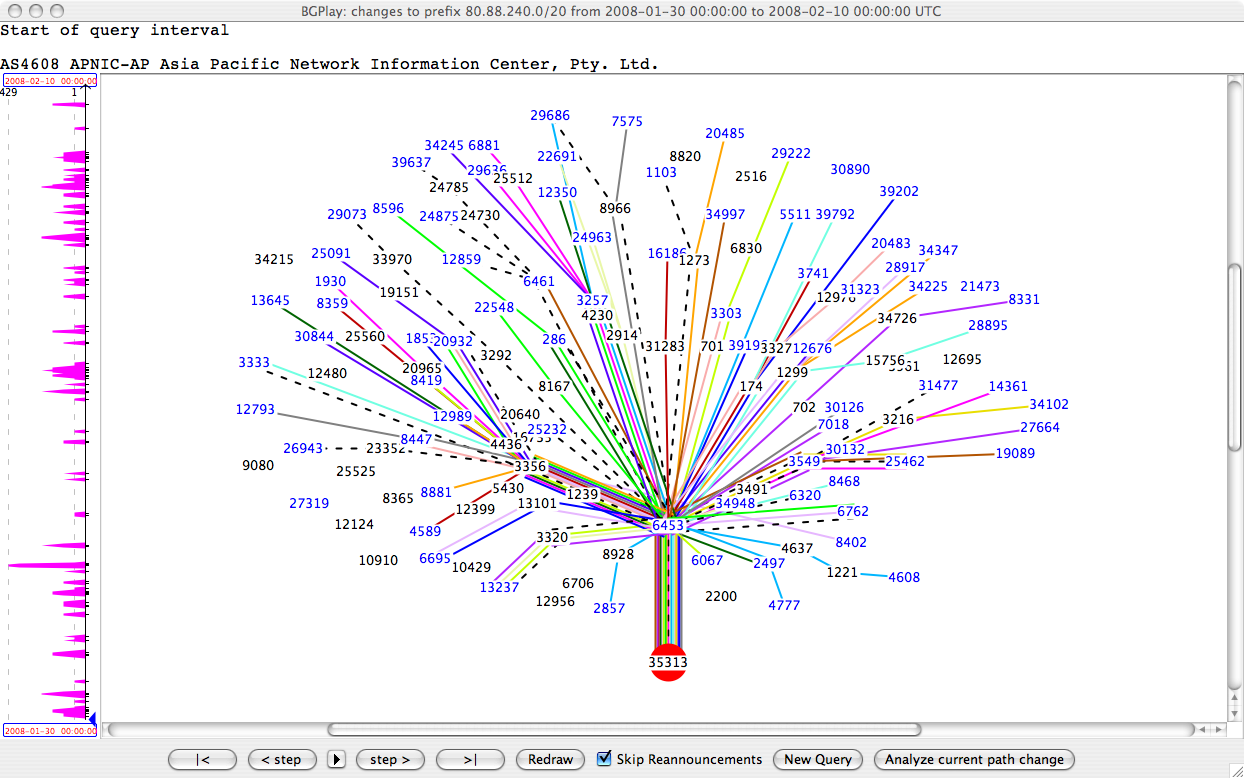 BGPlay: changes to prefix 80.88.240.0/20 from 2008-01-30 00:00:00 to 2008-02-10 00:00:00 UTC
Start of query interval
AS4608 APNIC-AP Asia Pacific Network Information Center, Pty. Ltd.
2008-02-10 00:00:00
429 1
29686 7575
20485
34245 6881 22691 8820 29222
39637 29636 25512 1103 2516 30890
24785 12350 39202
29073 8596 24875 24730 8966 34997 5511 39792
24963 20483
34215 25091 33970 12859 16186 1273 6830 34347
28917
1930 19151 6461 3741 34225 21473
13645 8359 22548 3257 31323 8331
4230 3303 34726
30844 25560 20932 286 2914 28895
31283 701 12676
3333 12480 20965 3292 1299 15756 12695
8419 8167 174 31477 14361
12793 12989 20640 702 30126 34102
25232 7018 3216 27664
26943 23352 8447 4436 30132 19089
9080 25525 3356 3549 25462
27319 8365 8881 5430 1239 3491 8468
12399 13101 34948 6320
12124 4589 6453 6762
3320 8402
10910 6695 10429 8928 6067 4637
2497 1221 4608
13237 6706
12956 2857 2200 4777
35313
2008-01-30 00:00:00
|< < step step > >| Redraw Skip Reannouncements New Query Analyze current path change